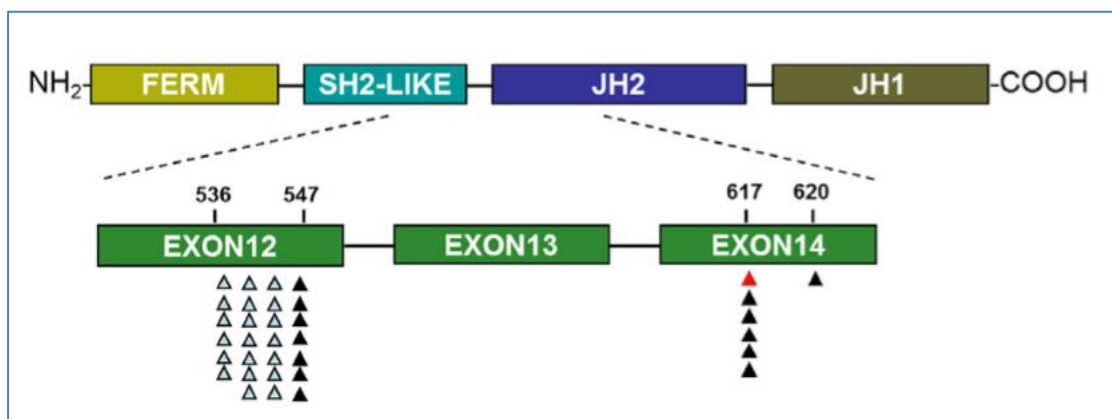 NH2 FERM SH2-LIKE JH2 JH1 COOH
536 547 617 620
EXON12 EXON13 EXON14